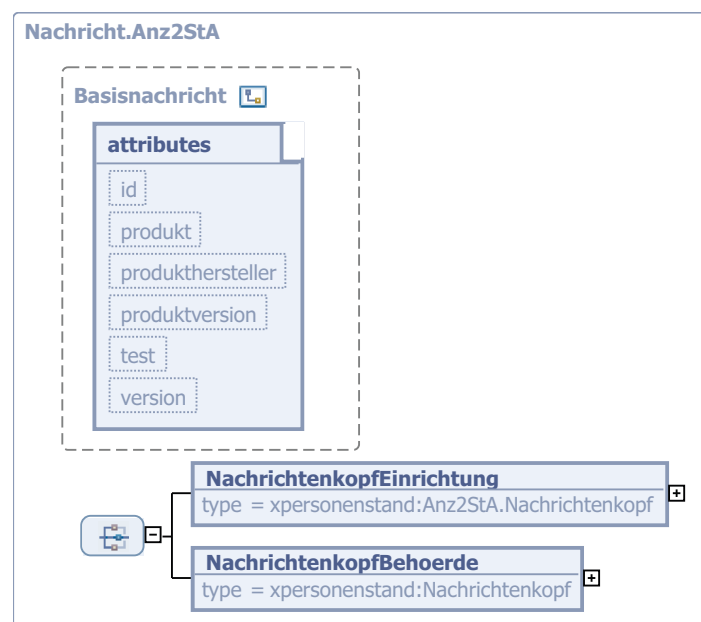 Nachricht.Anz2StA
Basisnachricht
attributes
id
produkt
produkthersteller
produktversion
test
version
NachrichtenkopfEinrichtung
type = xpersonenstand:Anz2StA.Nachrichtenkopf
NachrichtenkopfBehoerde
type = xpersonenstand:Nachrichtenkopf